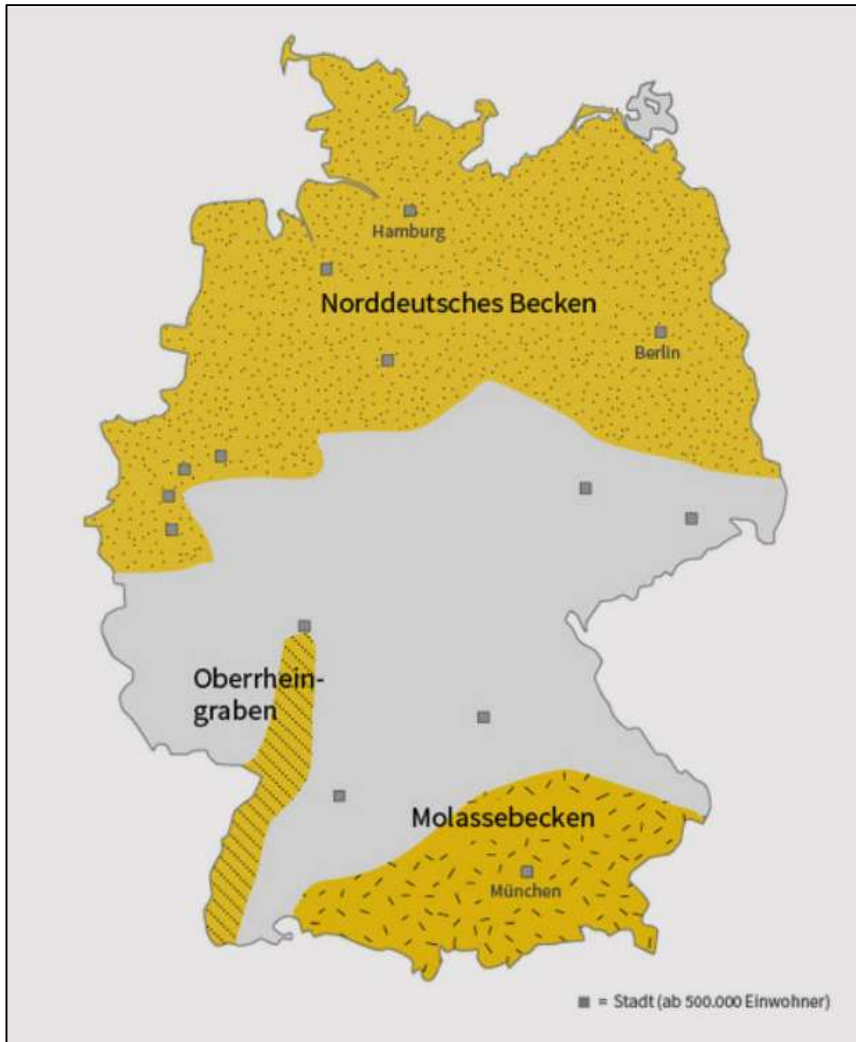 Hamburg
Norddeutsches Becken
Berlin
Oberrhein-
graben
Molassebecken
München
= Stadt (ab 500.000 Einwohner)